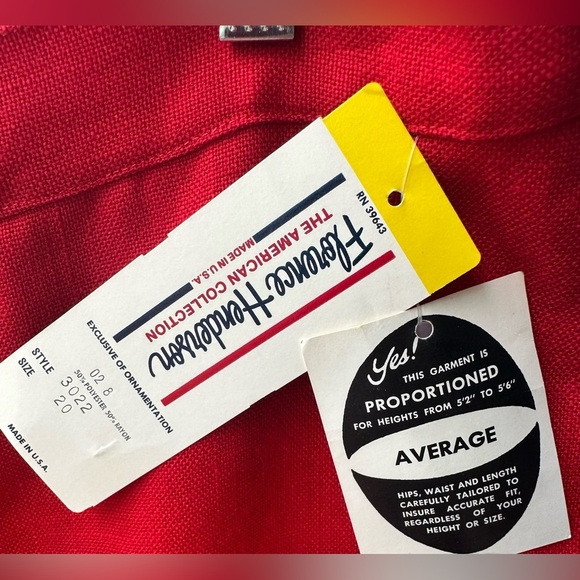 RN 39643
Florence Henderson
THE AMERICAN COLLECTION
MADE IN U.S.A.
EXCLUSIVE OF ORNAMENTATION
02 8
50% POLYESTER 50% RAYON
STYLE 3022
SIZE 20
MADE IN U.S.A.
Yes!
THIS GARMENT IS
PROPORTIONED
FOR HEIGHTS FROM 5'2" TO 5'6"
AVERAGE
HIPS, WAIST AND LENGTH
CAREFULLY TAILORED TO
INSURE ACCURATE FIT,
REGARDLESS OF YOUR
HEIGHT OR SIZE.